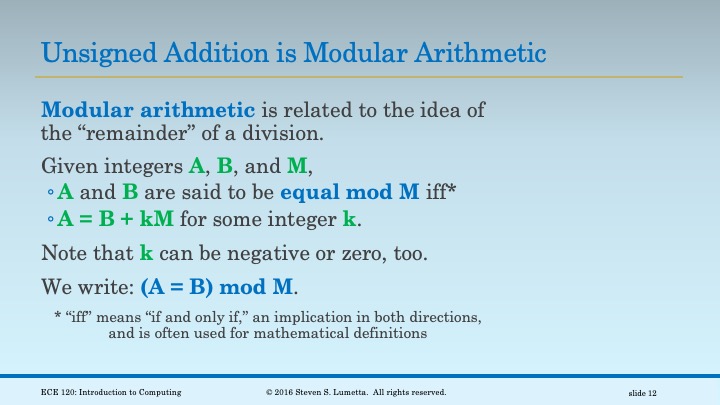 Unsigned Addition is Modular Arithmetic
Modular arithmetic is related to the idea of
the “remainder” of a division.
Given integers A, B, and M,
◦A and B are said to be equal mod M iff*
◦A = B + kM for some integer k.
Note that k can be negative or zero, too.
We write: (A = B) mod M.
* “iff” means “if and only if,” an implication in both directions,
and is often used for mathematical definitions
ECE 120: Introduction to Computing © 2016 Steven S. Lumetta. All rights reserved. slide 12